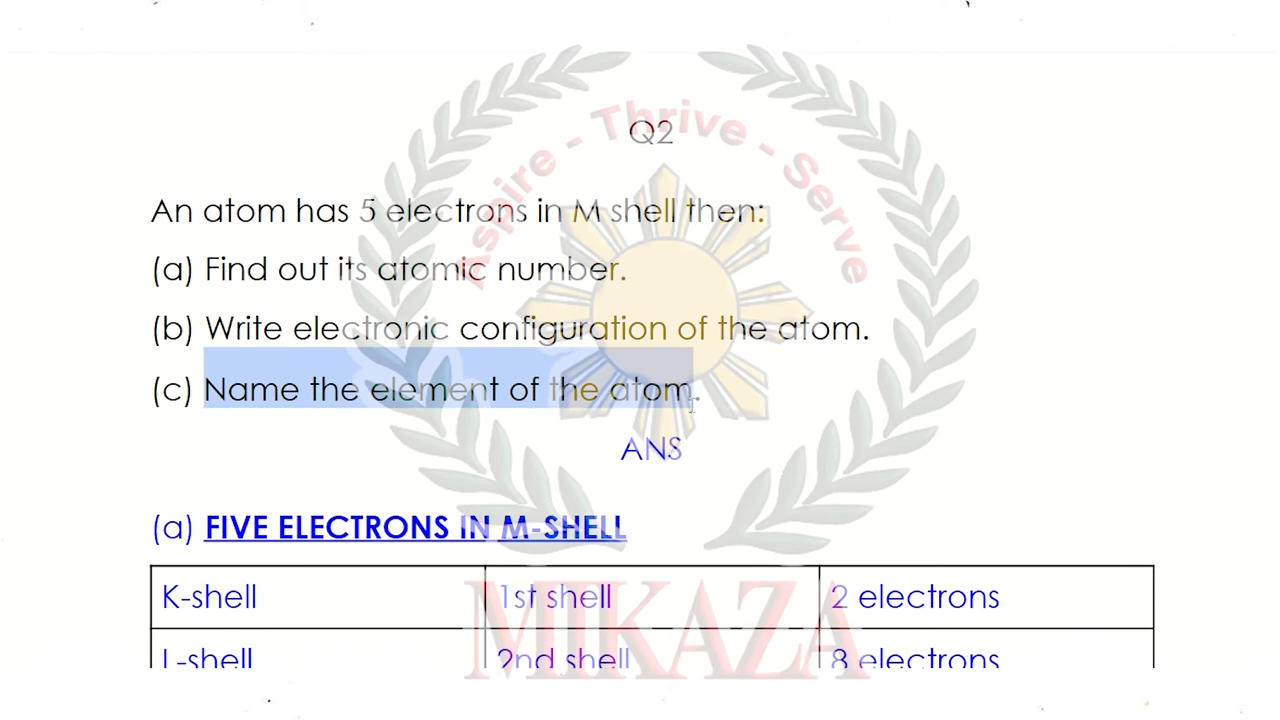 Aspire - Thrive - Serve
Q2
An atom has 5 electrons in M shell then:
(a) Find out its atomic number.
(b) Write electronic configuration of the atom.
(c) Name the element of the atom.
ANS
(a) FIVE ELECTRONS IN M-SHELL
K-shell 1st shell 2 electrons
L-shell 2nd shell 8 electrons
MIKAZA